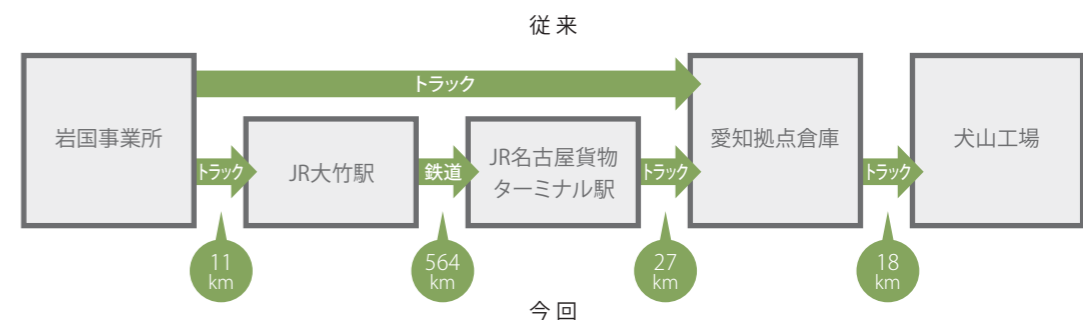 従来
トラック
岩国事業所
トラック
JR大竹駅
鉄道
JR名古屋貨物
ターミナル駅
トラック
愛知拠点倉庫
トラック
犬山工場
11
km
564
km
27
km
18
km
今回